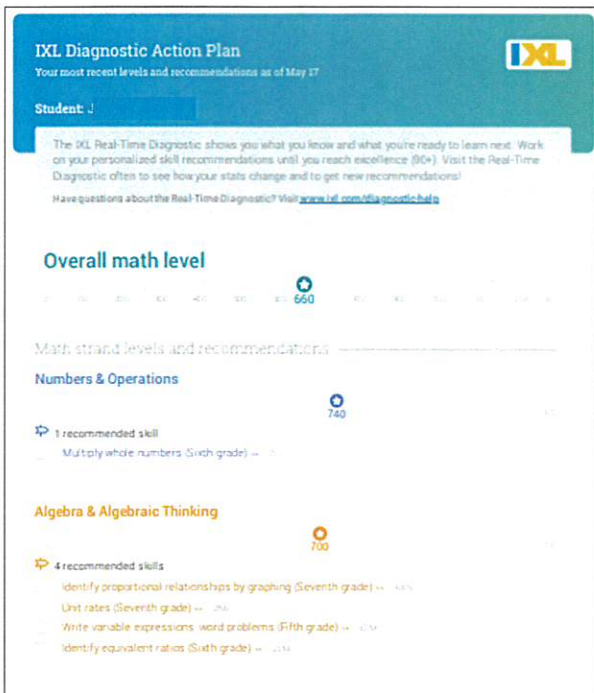 IXL Diagnostic Action Plan
IXL
Your most recent levels and recommendations as of May 17
Student: J
The IXL Real-Time Diagnostic shows you what you know and what you're ready to learn next. Work
on your personalized skill recommendations until you reach excellence (90+). Visit the Real-Time
Diagnostic often to see how your stats change and to get new recommendations!
Have questions about the Real-Time Diagnostic? Visit www.ixl.com/diagnostic-help
Overall math level
660
Math strand levels and recommendations
Numbers & Operations
740
1 recommended skill
Multiply whole numbers (Sixth grade)
Algebra & Algebraic Thinking
700
4 recommended skills
Identify proportional relationships by graphing (Seventh grade)
Unit rates (Seventh grade)
Write variable expressions: word problems (Fifth grade)
Identify equivalent ratios (Sixth grade)